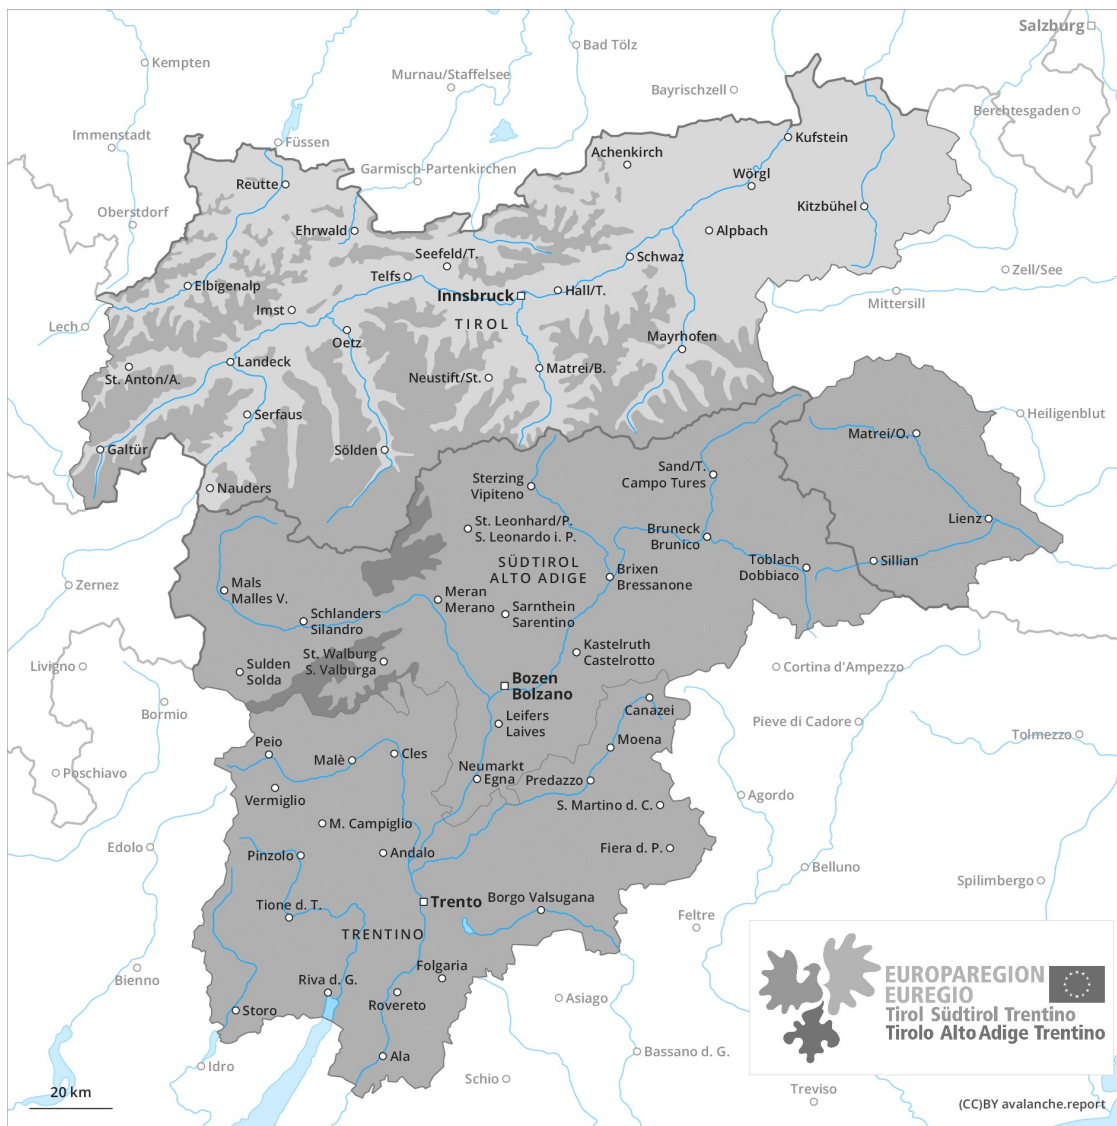 Salzburg
Bad Tölz
Kempten
Murnau/Staffelsee
Bayrischzell
Berchtesgaden
Immenstadt
Füssen
Kufstein
Achenkirch
Garmisch-Partenkirchen
Wörgl
Reutte
Kitzbühel
Oberstdorf
Ehrwald
Alpbach
Seefeld/T.
Schwaz
Telfs
Zell/See
Elbigenalp
Innsbruck
Hall/T.
Mittersill
Imst
TIROL
Lech
Mayrhofen
Oetz
Landeck
Matrei/B.
St. Anton/A.
Neustift/St.
Serfaus
Heiligenblut
Matrei/O.
Galtür
Sölden
Sand/T.
Campo Tures
Sterzing
Vipiteno
Nauders
Lienz
St. Leonhard/P.
S. Leonardo i. P.
Bruneck
Brunico
SÜDTIROL
ALTO ADIGE
Toblach
Dobbiaco
Sillian
Brixen
Bressanone
Zernez
Mals
Malles V.
Meran
Merano
Schlanders
Silandro
Sarnthein
Sarentino
Kastelruth
Castelrotto
St. Walburg
S. Valburga
Livigno
Sulden
Solda
Cortina d'Ampezzo
Bozen
Bolzano
Bormio
Canazei
Leifers
Laives
Pieve di Cadore
Tolmezzo
Peio
Moena
Malè
Cles
Neumarkt
Egna
Predazzo
Poschiavo
Vermiglio
S. Martino d. C.
Agordo
M. Campiglio
Edolo
Pinzolo
Andalo
Fiera d. P.
Belluno
Spilimbergo
Borgo Valsugana
Trento
Tione d. T.
Feltre
TRENTINO
Folgaria
Bienno
Riva d. G.
Rovereto
Asiago
Storo
EUROPAREGION
EUREGIO
Tirol Südtirol Trentino
Tirolo Alto Adige Trentino
Ala
Bassano d. G.
Idro
Schio
Treviso
20 km
(CC)BY avalanche.report